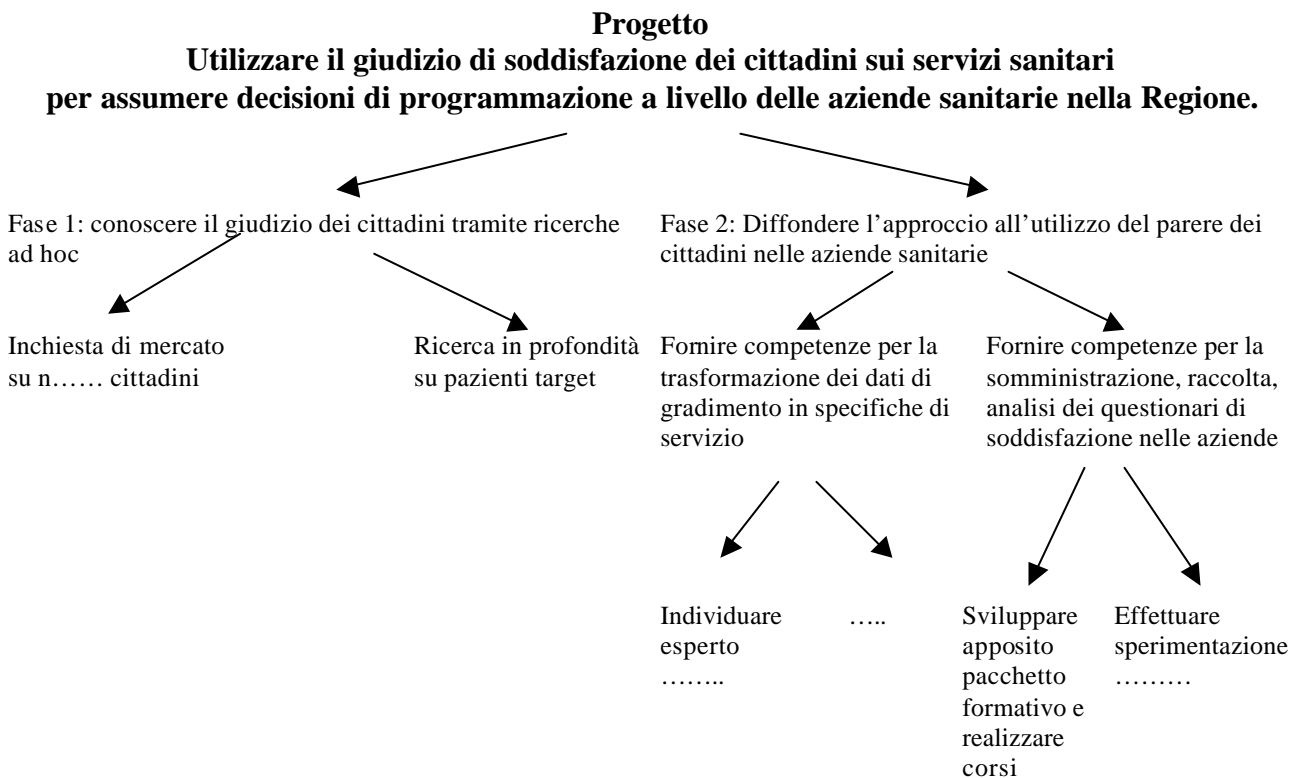 Progetto
Utilizzare il giudizio di soddisfazione dei cittadini sui servizi sanitari
per assumere decisioni di programmazione a livello delle aziende sanitarie nella Regione.
Fase 1: conoscere il giudizio dei cittadini tramite ricerche
ad hoc
Fase 2: Diffondere l’approccio all’utilizzo del parere dei
cittadini nelle aziende sanitarie
Inchiesta di mercato
su n…… cittadini
Ricerca in profondità
su pazienti target
Fornire competenze per la
trasformazione dei dati di
gradimento in specifiche di
servizio
Fornire competenze per la
somministrazione, raccolta,
analisi dei questionari di
soddisfazione nelle aziende
Individuare
esperto
……..
…..
Sviluppare
apposito
pacchetto
formativo e
realizzare
corsi
Effettuare
sperimentazione
………